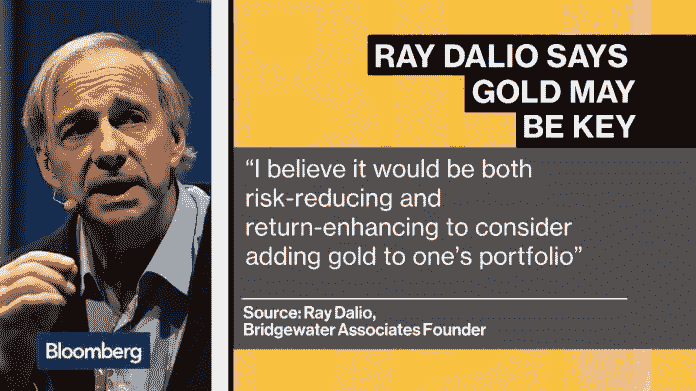 RAY DALIO SAYS
GOLD MAY
BE KEY
“I believe it would be both
risk-reducing and
return-enhancing to consider
adding gold to one’s portfolio”
Source: Ray Dalio,
Bridgewater Associates Founder
Bloomberg